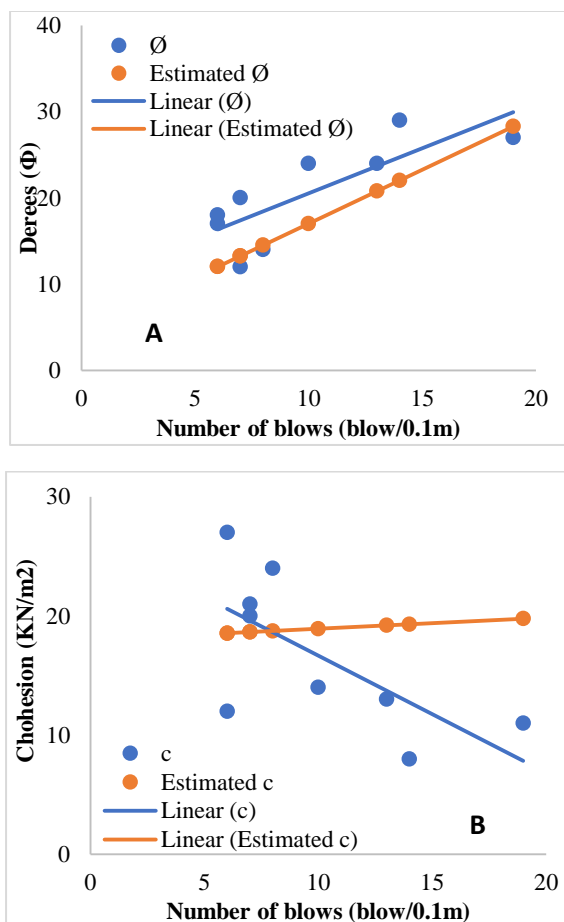 40
30
20
10
0
Derees (Φ)
Ø
Estimated Ø
Linear (Ø)
Linear (Estimated Ø)
A
0 5 10 15 20
Number of blows (blow/0.1m)
30
20
10
0
Chohesion (KN/m2)
c
Estimated c
Linear (c)
Linear (Estimated c)
B
0 5 10 15 20
Number of blows (blow/0.1m)